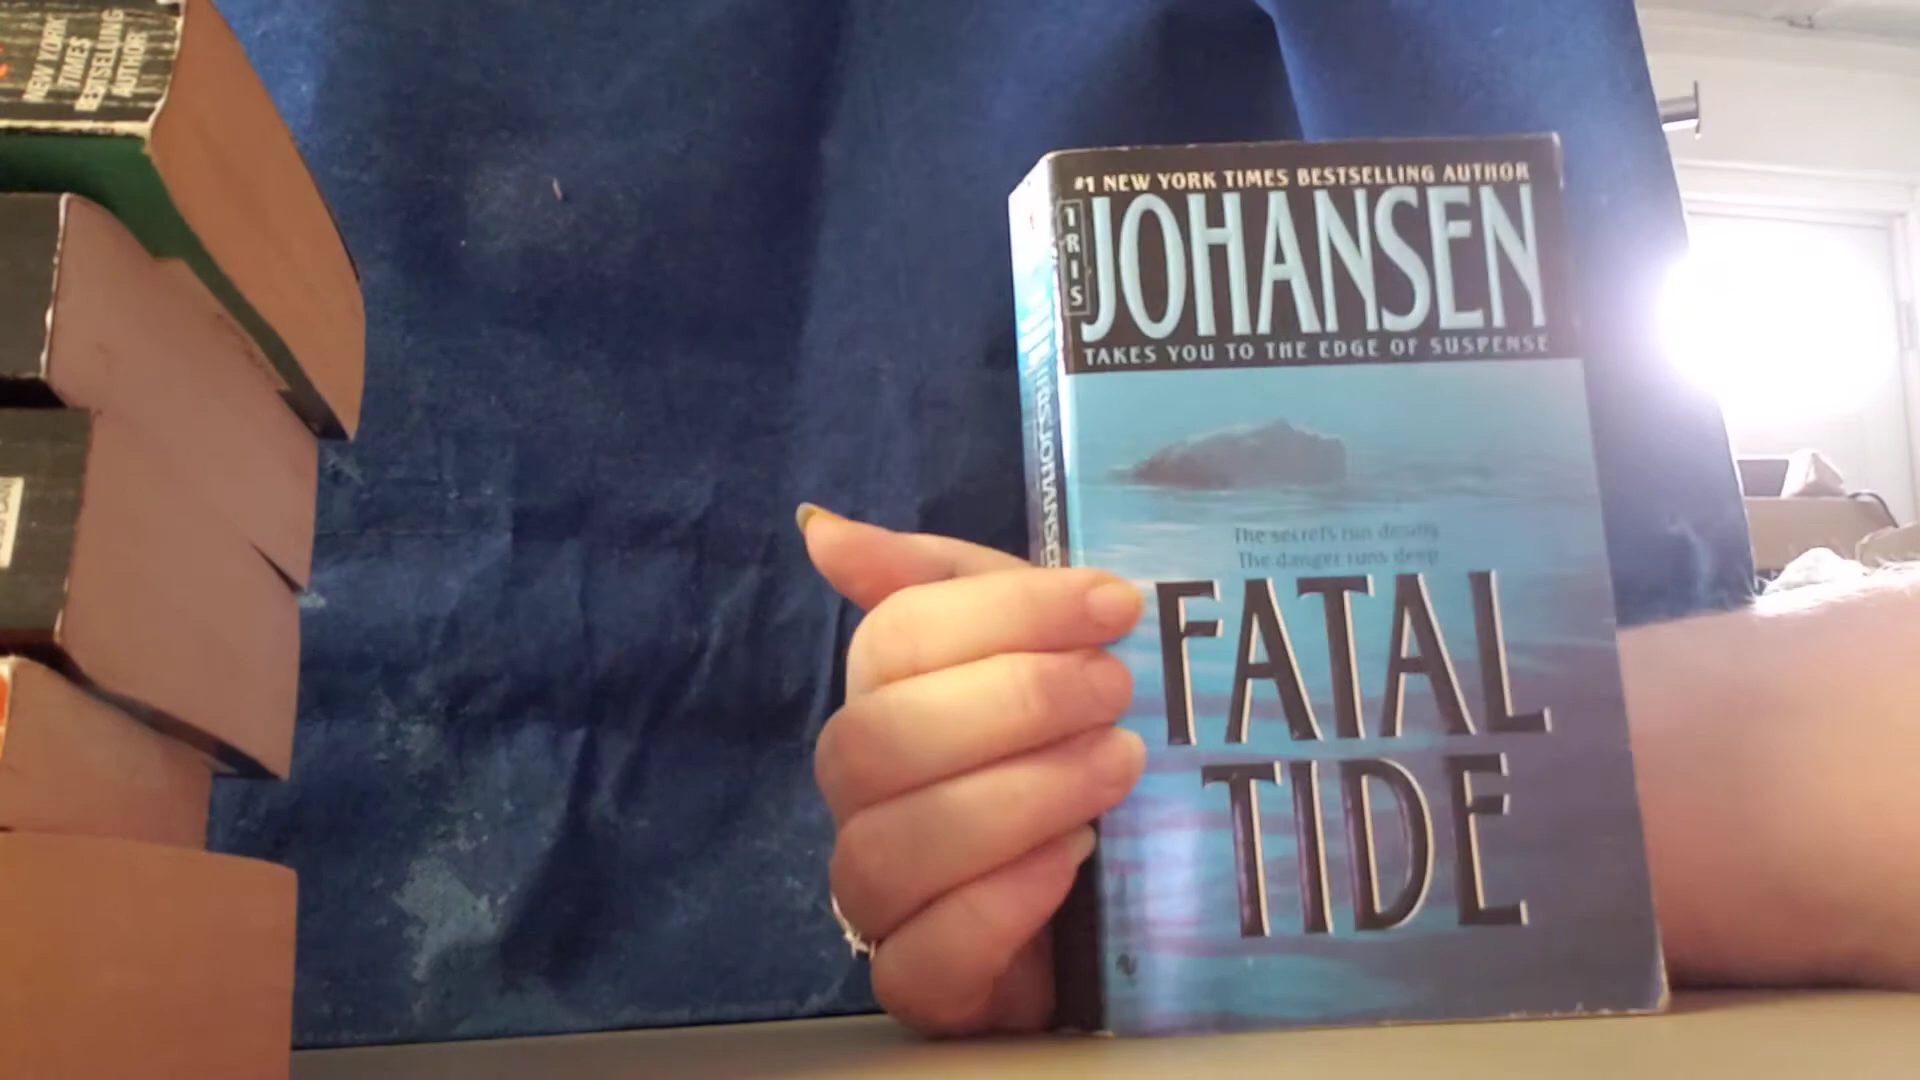 NEW YORK
TIMES
BESTSELLING
AUTHOR
#1 NEW YORK TIMES BESTSELLING AUTHOR
IRIS
JOHANSEN
TAKES YOU TO THE EDGE OF SUSPENSE
The secrets run deadly
The danger runs deep
FATAL
TIDE
IRIS JOHANSEN